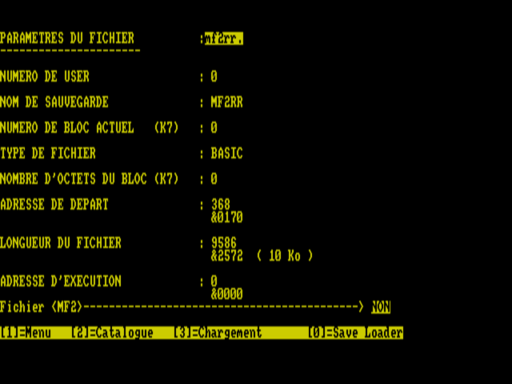 PARAMETRES DU FICHIER :mf2rr.
----------------------
NUMERO DE USER : 0
NOM DE SAUVEGARDE : MF2RR
NUMERO DE BLOC ACTUEL (K7) : 0
TYPE DE FICHIER : BASIC
NOMBRE D'OCTETS DU BLOC (K7) : 0
ADRESSE DE DEPART : 368
&0170
LONGUEUR DU FICHIER : 9586
&2572 ( 10 Ko )
ADRESSE D'EXECUTION : 0
&0000
Fichier <MF2>-------------------------------------------> NON
[1]=Menu [2]=Catalogue [3]=Chargement [0]=Save Loader